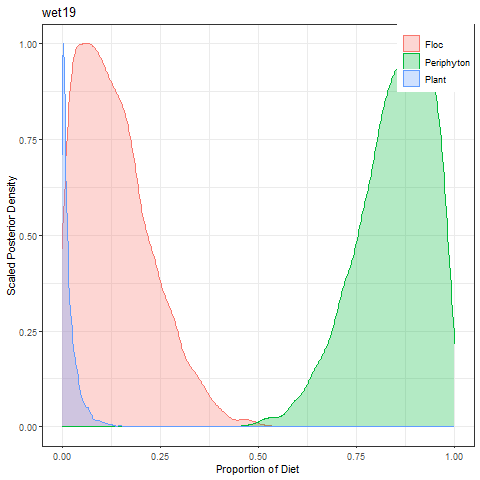 wet19
Floc
Periphyton
Plant
Scaled Posterior Density
1.00
0.75
0.50
0.25
0.00
0.00 0.25 0.50 0.75 1.00
Proportion of Diet